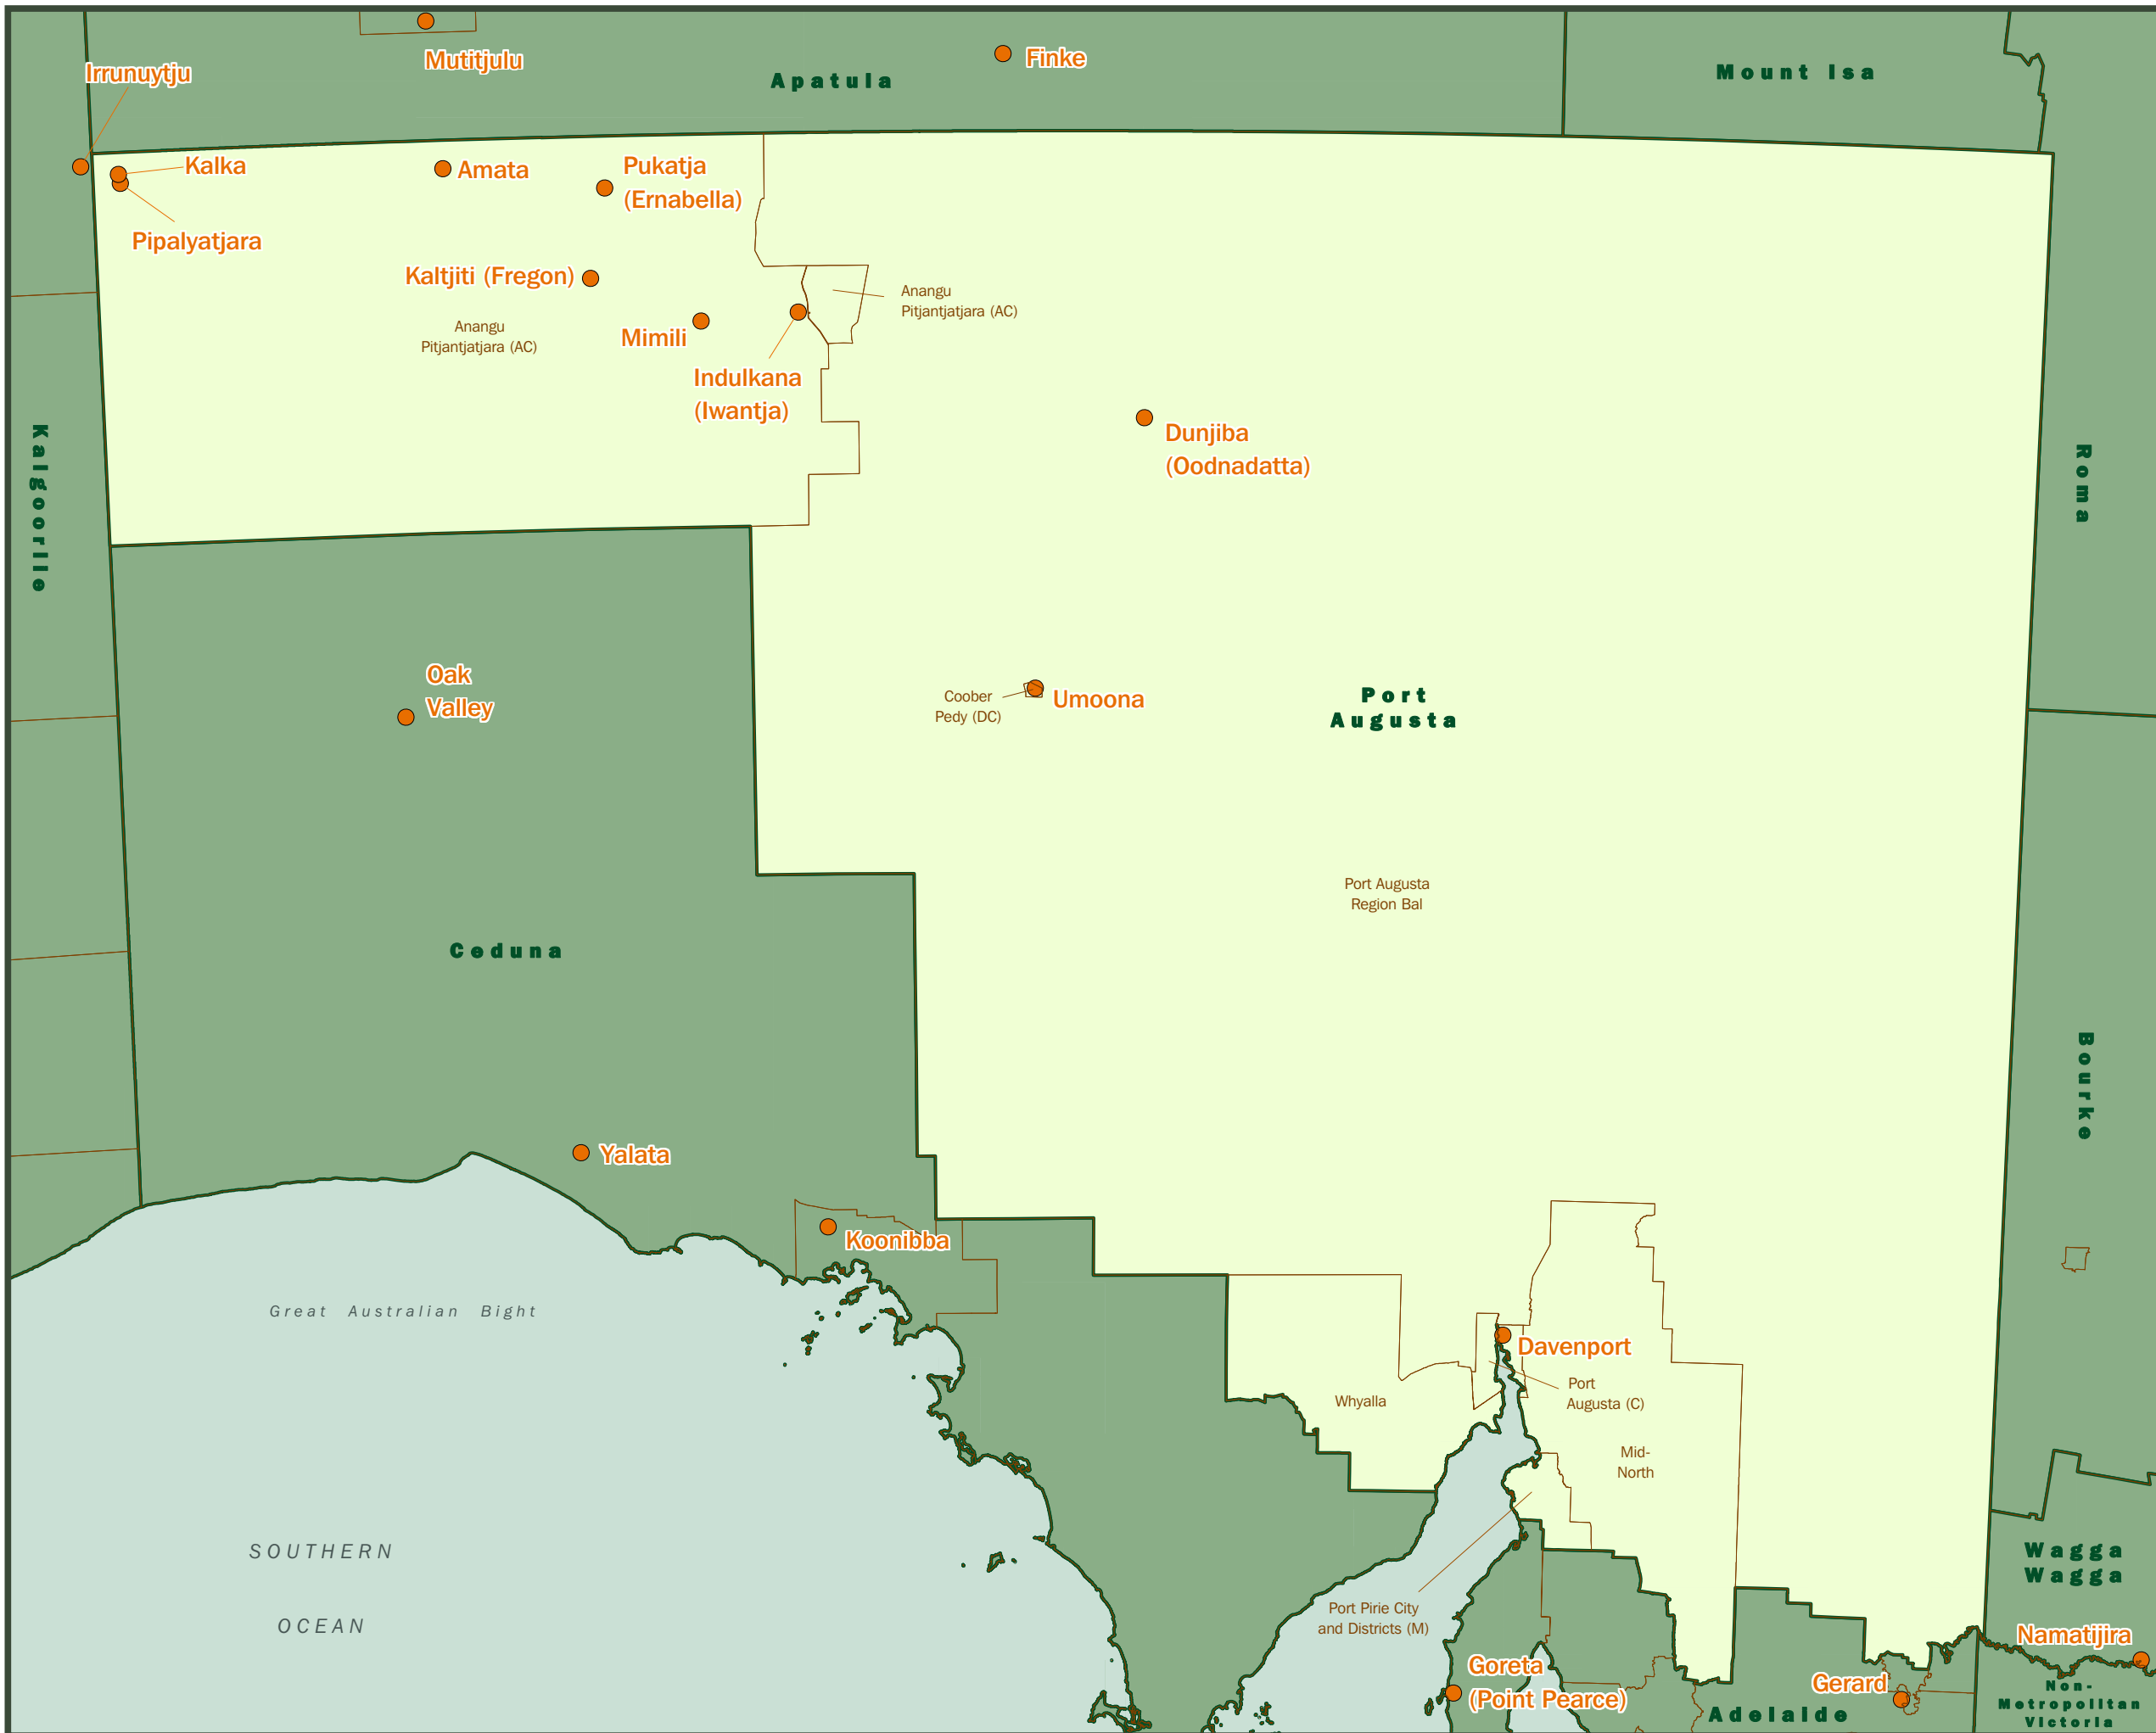 Mutitjulu
Finke
Irrunuytju
Apatula
Mount Isa
Kalka
Amata
Pukatja
(Ernabella)
Pipalyatjara
Kaltjiti (Fregon)
Anangu
Pitjantjatjara (AC)
Anangu
Pitjantjatjara (AC)
Mimili
Indulkana
(Iwantja)
Dunjiba
(Oodnadatta)
Kalgoorlie
Roma
Oak
Valley
Coober
Pedy (DC)
Umoona
Port
Augusta
Port Augusta
Region Bal
Ceduna
Bourke
Yalata
Koonibba
Great Australian Bight
Davenport
Port
Augusta (C)
Whyalla
Mid-
North
SOUTHERN
OCEAN
Wagga
Wagga
Port Pirie City
and Districts (M)
Namatijira
Goreta
(Point Pearce)
Gerard
Adelaide
Non-
Metropolitan
Victoria